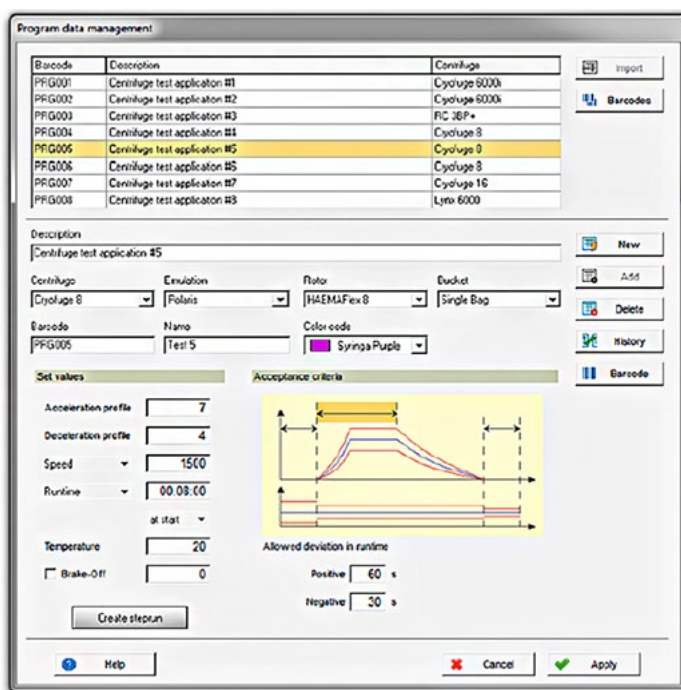 Program data management
Barcode Description Centrifuge
PRG001 Centrifuge test application #1 Cryofuge 6000i
PRG002 Centrifuge test application #2 Cryofuge 6000i
PRG003 Centrifuge test application #3 RC 3BP+
PRG004 Centrifuge test application #4 Cryofuge 8
PRG005 Centrifuge test application #5 Cryofuge 8
PRG006 Centrifuge test application #6 Cryofuge 8
PRG007 Centrifuge test application #7 Cryofuge 16
PRG008 Centrifuge test application #8 Lynx 6000
Import
Barcodes
Description
Centrifuge test application #5
Centrifuge Emulation Rotor Bucket
Cryofuge 8 Polaris HAEMAFlex 8 Single Bag
Barcode Name Color code
PRG005 Test 5 Syringa Purple
New
Add
Delete
History
Barcode
Set values
Acceleration profile 7
Deceleration profile 4
Speed 1500
Runtime 00:08:00
at start
Temperature 20
Brake-Off 0
Create steprun
Acceptance criteria
Allowed deviation in runtime
Positive 60 s
Negative 30 s
Help Cancel Apply